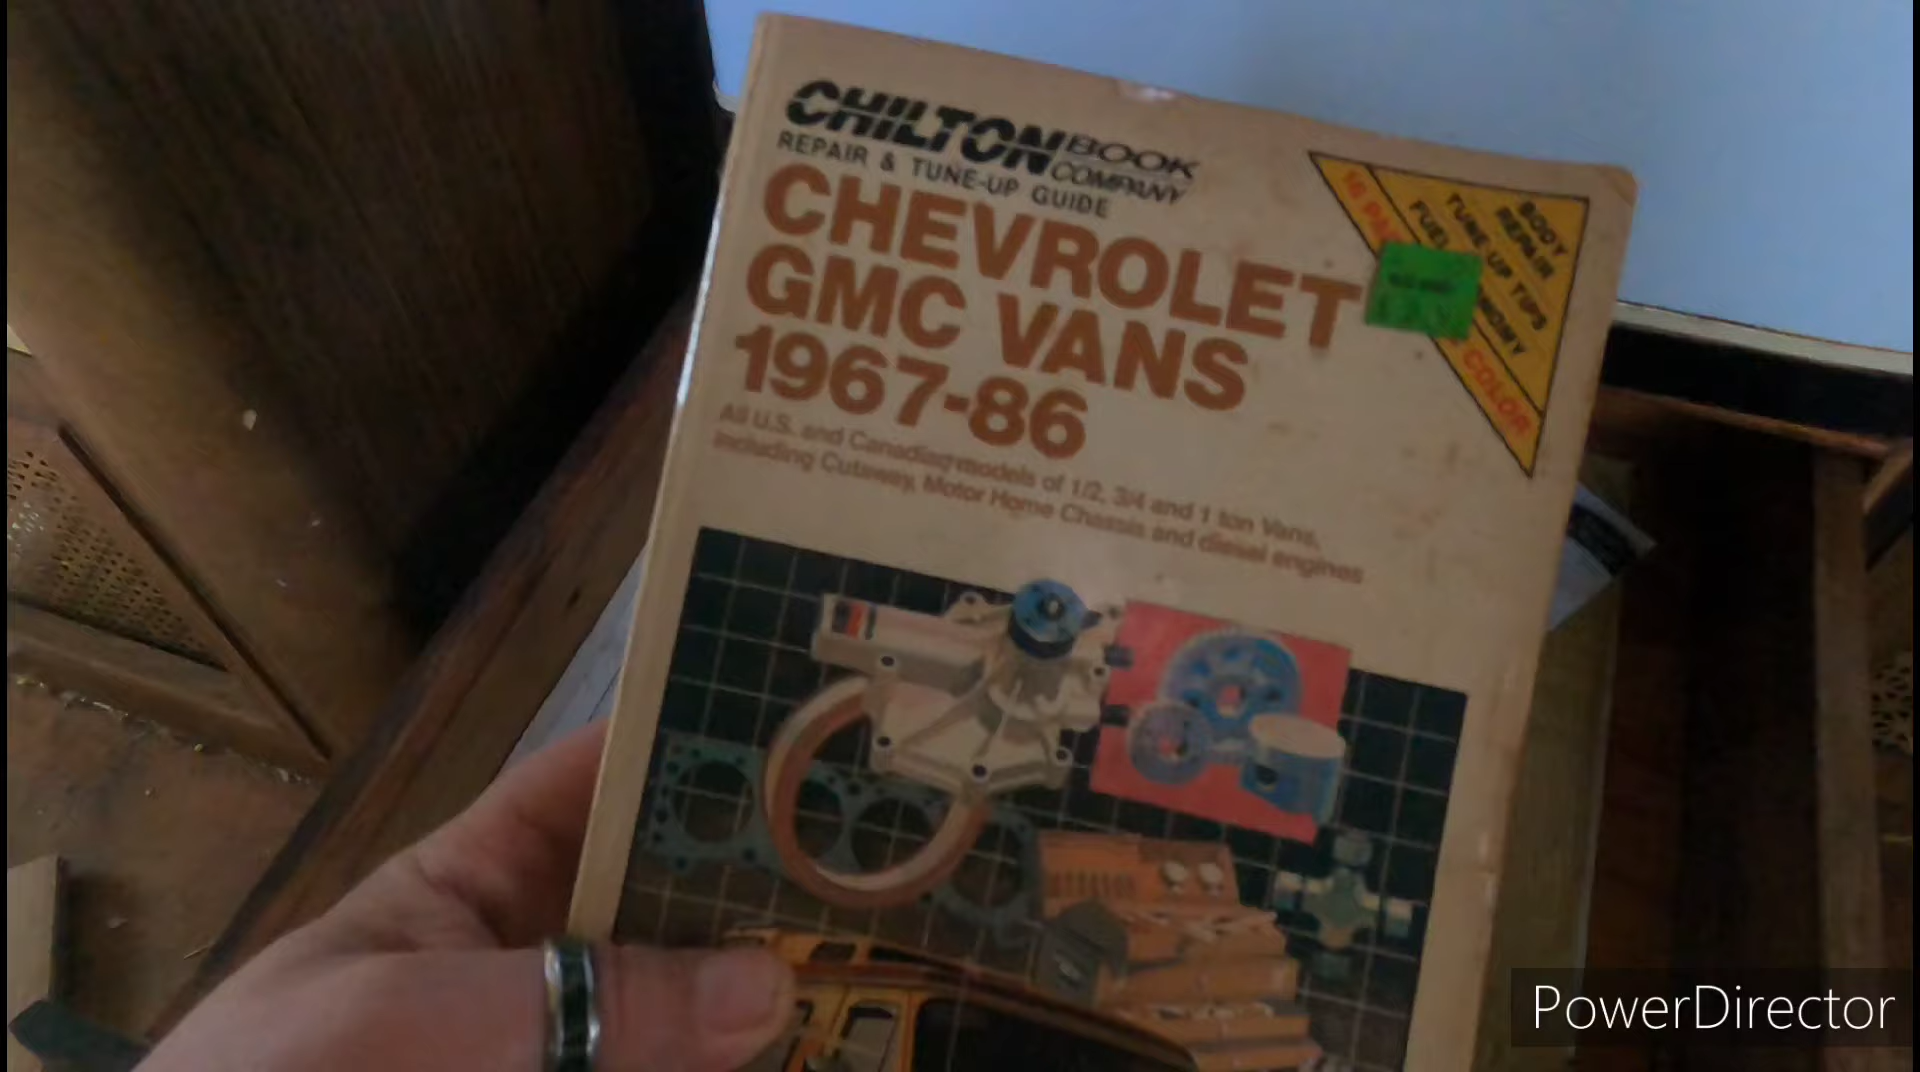 CHILTON BOOK COMPANY
REPAIR & TUNE-UP GUIDE
CHEVROLET
GMC VANS
1967-86
All U.S. and Canadian models of 1/2, 3/4 and 1 ton Vans,
including Cutaway, Motor Home Chassis and diesel engines
BODY
REPAIR
TUNE-UP TIPS
FUEL
COLOR
PowerDirector